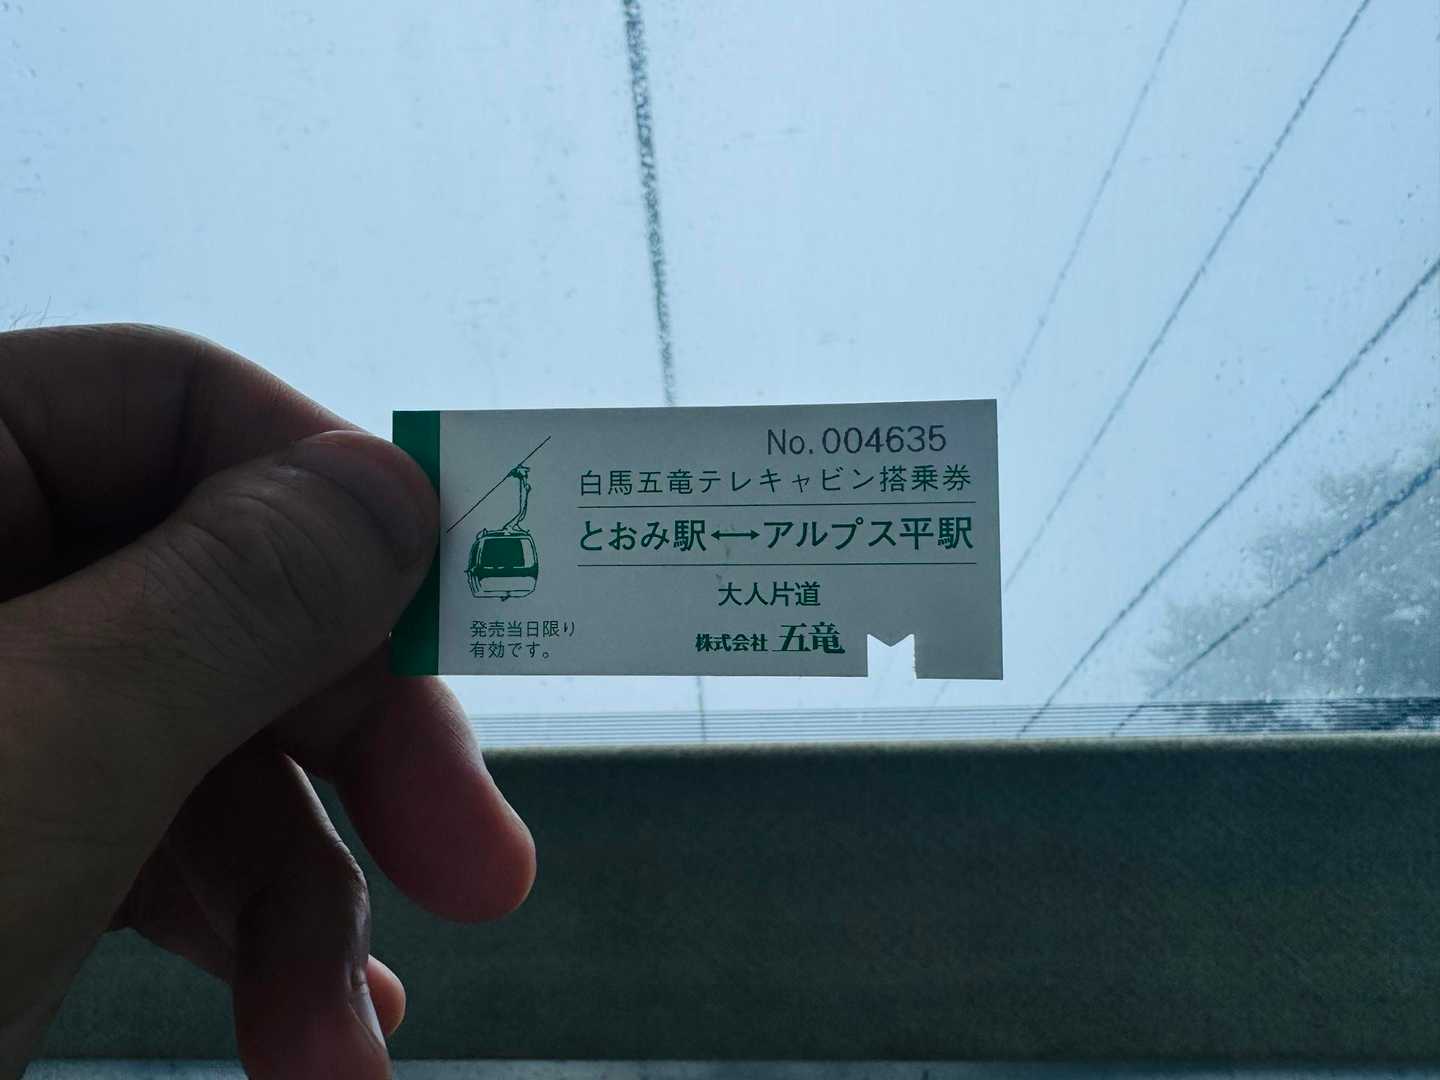 No. 004635
白馬五竜テレキャビン搭乗券
とおみ駅↔アルプス平駅
大人片道
発売当日限り
有効です。
株式会社 五竜